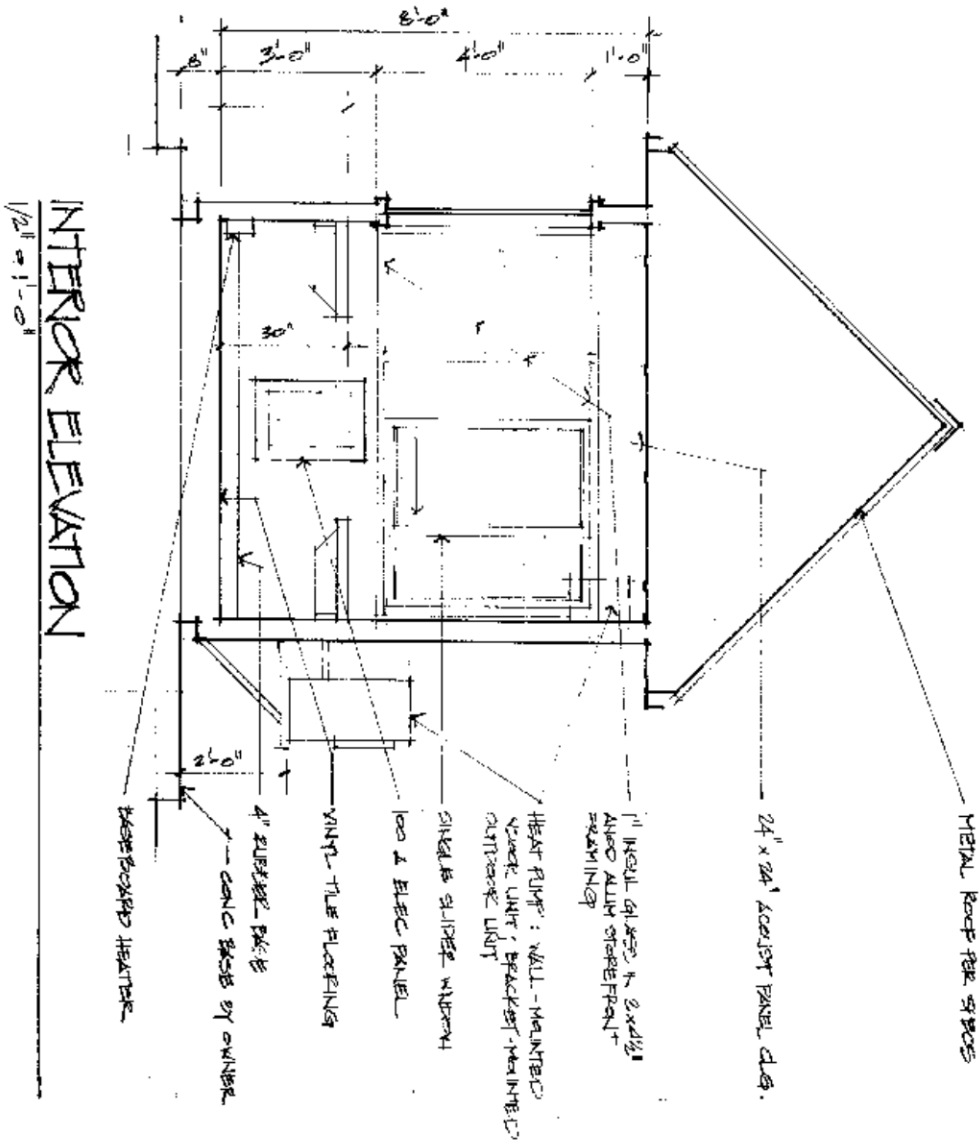 METAL ROOF PER SPECS
24" x 24" ACOUST PANEL CLG.
1" INSUL GLASS IN 2x4½"
ANOD ALUM STOREFRONT
FRAMING
HEAT PUMP: WALL-MOUNTED
INDOOR UNIT; BRACKET-MOUNTED
OUTDOOR UNIT
SINGLE SLIDER WINDOW
100 A ELEC PANEL
VINYL TILE FLOORING
4" RUBBER BASE
CONC BASE BY OWNER
BASEBOARD HEATER
8'-0"
1'-0"
4'-0"
3'-0"
8"
30"
2'-0"
INTERIOR ELEVATION
1/2" = 1'-0"